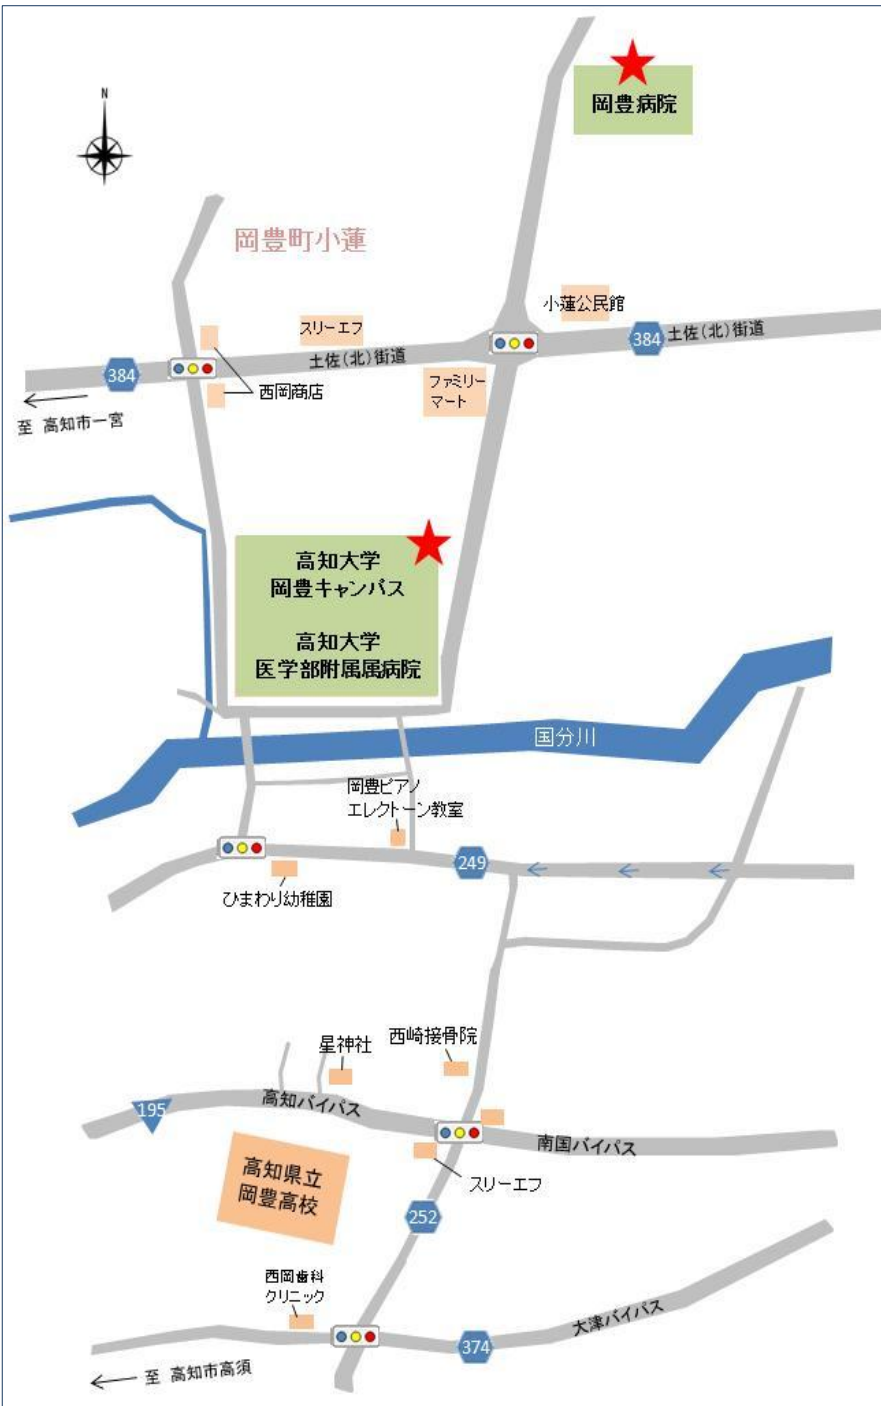 N
岡豊病院
岡豊町小蓮
小蓮公民館
スリーエフ
土佐(北)街道
384
土佐(北)街道
384
西岡商店
ファミリー
マート
至 高知市一宮
高知大学
岡豊キャンパス
高知大学
医学部附属属病院
国分川
岡豊ピアノ
エレクトーン教室
249
ひまわり幼稚園
星神社
西崎接骨院
195
高知バイパス
南国バイパス
高知県立
岡豊高校
スリーエフ
252
西岡歯科
クリニック
大津バイパス
374
至 高知市高須